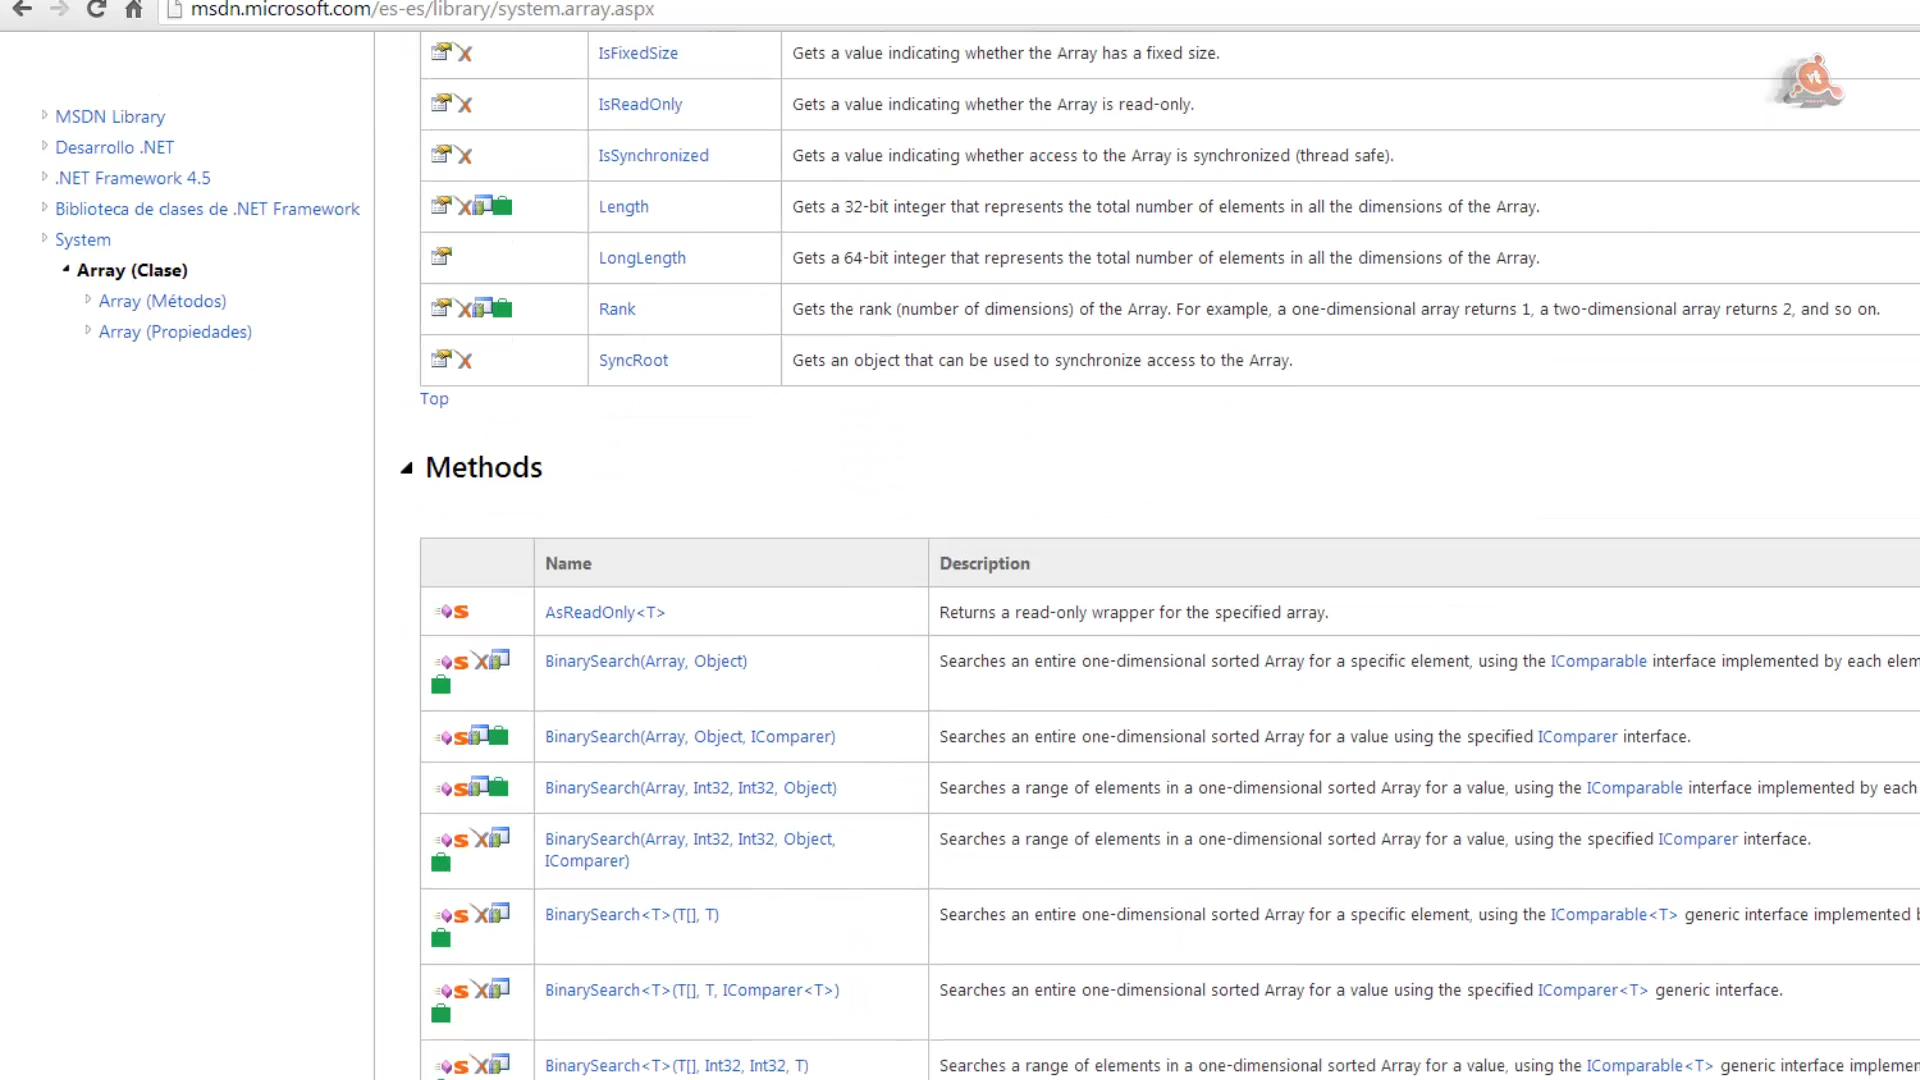 msdn.microsoft.com/es-es/library/system.array.aspx
MSDN Library
Desarrollo .NET
.NET Framework 4.5
Biblioteca de clases de .NET Framework
System
Array (Clase)
Array (Métodos)
Array (Propiedades)
IsFixedSize Gets a value indicating whether the Array has a fixed size.
IsReadOnly Gets a value indicating whether the Array is read-only.
IsSynchronized Gets a value indicating whether access to the Array is synchronized (thread safe).
Length Gets a 32-bit integer that represents the total number of elements in all the dimensions of the Array.
LongLength Gets a 64-bit integer that represents the total number of elements in all the dimensions of the Array.
Rank Gets the rank (number of dimensions) of the Array. For example, a one-dimensional array returns 1, a two-dimensional array returns 2, and so on.
SyncRoot Gets an object that can be used to synchronize access to the Array.
Top
Methods
Name Description
S AsReadOnly<T> Returns a read-only wrapper for the specified array.
S BinarySearch(Array, Object) Searches an entire one-dimensional sorted Array for a specific element, using the IComparable interface implemented by each elem
S BinarySearch(Array, Object, IComparer) Searches an entire one-dimensional sorted Array for a value using the specified IComparer interface.
S BinarySearch(Array, Int32, Int32, Object) Searches a range of elements in a one-dimensional sorted Array for a value, using the IComparable interface implemented by each
S BinarySearch(Array, Int32, Int32, Object, Searches a range of elements in a one-dimensional sorted Array for a value, using the specified IComparer interface.
IComparer)
S BinarySearch<T>(T[], T) Searches an entire one-dimensional sorted Array for a specific element, using the IComparable<T> generic interface implemented
S BinarySearch<T>(T[], T, IComparer<T>) Searches an entire one-dimensional sorted Array for a value using the specified IComparer<T> generic interface.
S BinarySearch<T>(T[], Int32, Int32, T) Searches a range of elements in a one-dimensional sorted Array for a value, using the IComparable<T> generic interface implemen
vt